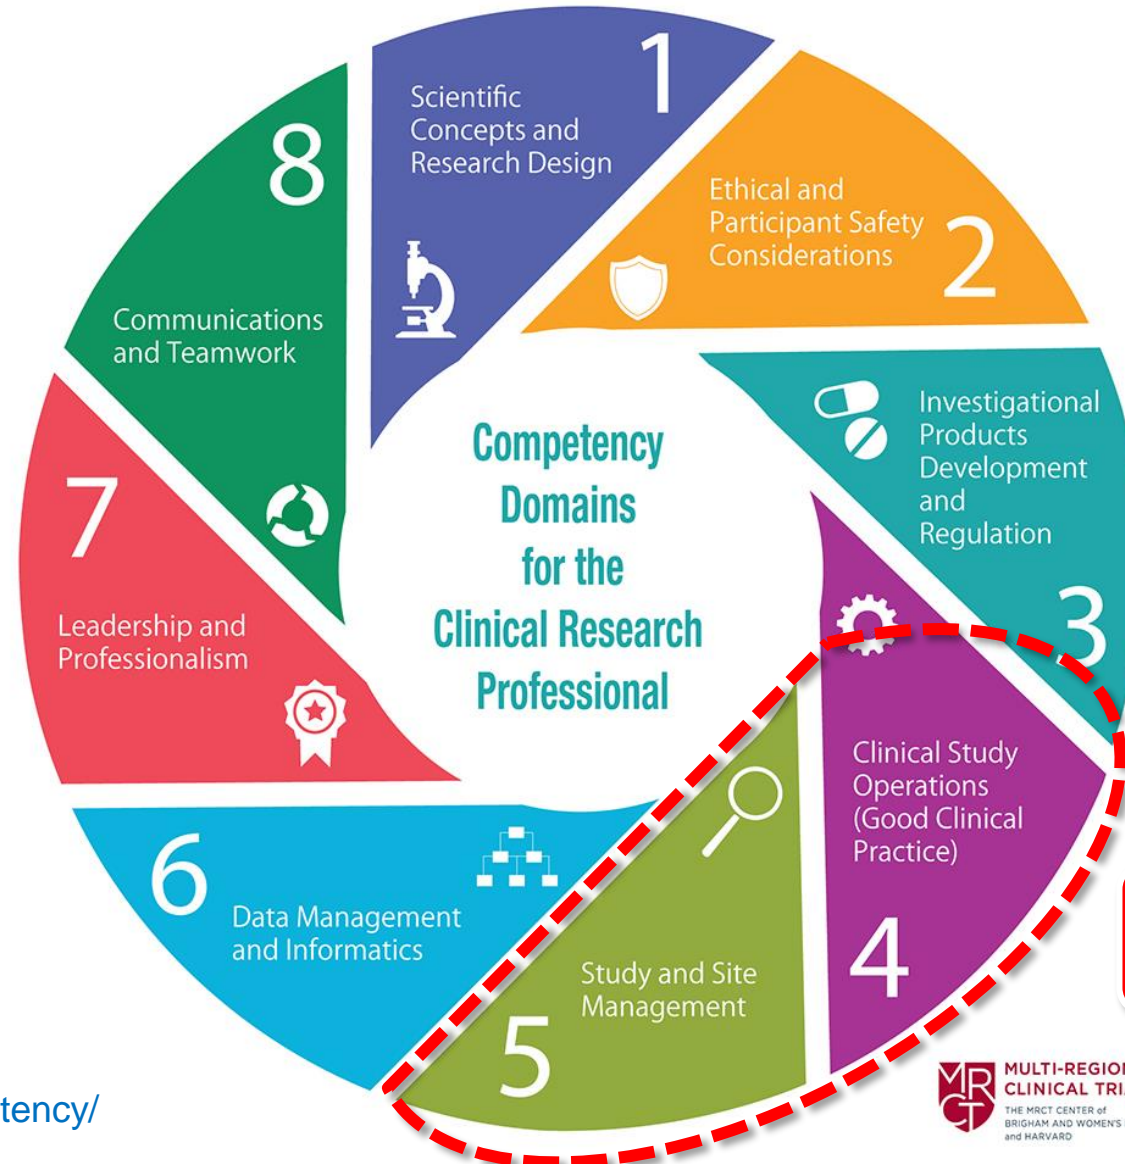 1
Scientific
Concepts and
Research Design
Ethical and
Participant Safety
Considerations
2
Investigational
Products
Development
and
Regulation
3
Clinical Study
Operations
(Good Clinical
Practice)
4
Study and Site
Management
5
6
Data Management
and Informatics
7
Leadership and
Professionalism
8
Communications
and Teamwork
Competency
Domains
for the
Clinical Research
Professional
tency/
MRCT
MULTI-REGION
CLINICAL TRI
THE MRCT CENTER of
BRIGHAM AND WOMEN'S
and HARVARD